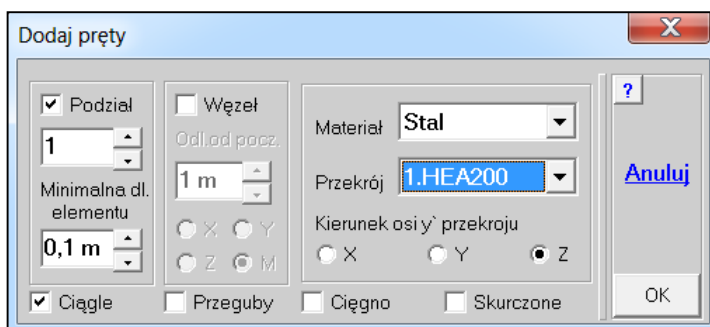 Dodaj pręty
X
Podział
1
Minimalna dł.
elementu
0,1 m
Węzeł
Odl.od pocz.
1 m
X Y
Z M
Materiał Stal
Przekrój 1.HEA200
Kierunek osi y` przekroju
X Y Z
?
Anuluj
OK
Ciągłe Przeguby Cięgno Skurczone